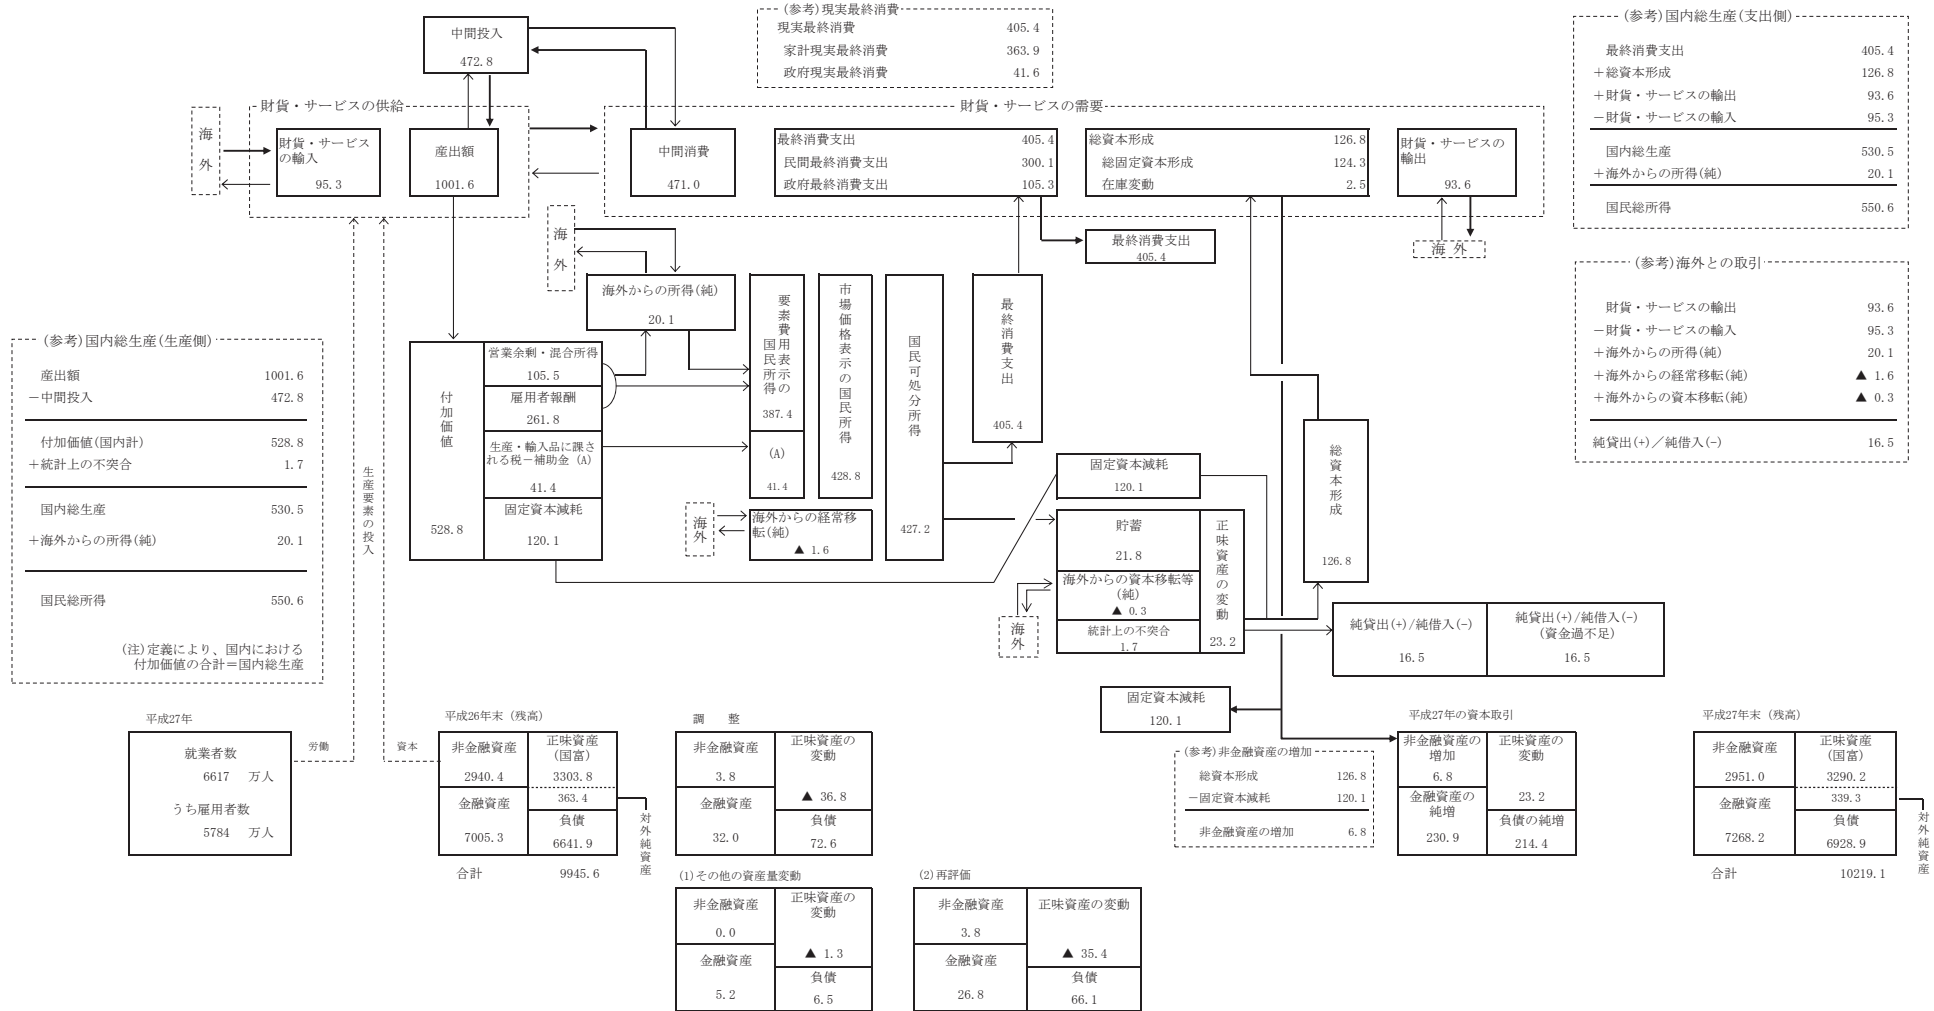 (参考)現実最終消費
現実最終消費 405.4
家計現実最終消費 363.9
政府現実最終消費 41.6
(参考)国内総生産(支出側)
最終消費支出 405.4
＋総資本形成 126.8
＋財貨・サービスの輸出 93.6
－財貨・サービスの輸入 95.3
国内総生産 530.5
＋海外からの所得(純) 20.1
国民総所得 550.6
中間投入
472.8
財貨・サービスの供給
海外
財貨・サービス
の輸入
95.3
産出額
1001.6
財貨・サービスの需要
中間消費
471.0
最終消費支出 405.4
民間最終消費支出 300.1
政府最終消費支出 105.3
総資本形成 126.8
総固定資本形成 124.3
在庫変動 2.5
財貨・サービスの
輸出
93.6
海外
最終消費支出
405.4
海外
海外からの所得(純)
20.1
(参考)海外との取引
財貨・サービスの輸出 93.6
－財貨・サービスの輸入 95.3
＋海外からの所得(純) 20.1
＋海外からの経常移転(純) ▲ 1.6
＋海外からの資本移転(純) ▲ 0.3
純貸出(+)／純借入(-) 16.5
(参考)国内総生産(生産側)
産出額 1001.6
－中間投入 472.8
付加価値(国内計) 528.8
＋統計上の不突合 1.7
国内総生産 530.5
＋海外からの所得(純) 20.1
国民総所得 550.6
(注)定義により、国内における
付加価値の合計＝国内総生産
生産要素の投入
付加価値
528.8
営業余剰・混合所得
105.5
雇用者報酬
261.8
生産・輸入品に課さ
れる税－補助金（A）
41.4
固定資本減耗
120.1
要素費用表示の
国民所得
387.4
(A)
41.4
市場価格表示の国民所得
428.8
海外
海外からの経常移
転(純)
▲ 1.6
国民可処分所得
427.2
最終消費支出
405.4
固定資本減耗
120.1
貯蓄
21.8
海外からの資本移転等
(純)
▲ 0.3
統計上の不突合
1.7
正味資産の変動
23.2
海外
総資本形成
126.8
純貸出(+)/純借入(-)
16.5
純貸出(+)/純借入(-)
(資金過不足)
16.5
固定資本減耗
120.1
平成27年
就業者数
6617 万人
うち雇用者数
5784 万人
労働
資本
平成26年末（残高）
非金融資産
2940.4
正味資産
(国富)
3303.8
363.4
金融資産
7005.3
負債
6641.9
合計 9945.6
対外純資産
調 整
非金融資産
3.8
正味資産の
変動
▲ 36.8
金融資産
32.0
負債
72.6
(1)その他の資産量変動
非金融資産
0.0
正味資産の
変動
▲ 1.3
金融資産
5.2
負債
6.5
(2)再評価
非金融資産
3.8
正味資産の変動
▲ 35.4
金融資産
26.8
負債
66.1
(参考)非金融資産の増加
総資本形成 126.8
－固定資本減耗 120.1
非金融資産の増加 6.8
平成27年の資本取引
非金融資産の
増加
6.8
正味資産の
変動
23.2
金融資産の
純増
230.9
負債の純増
214.4
平成27年末（残高）
非金融資産
2951.0
正味資産
(国富)
3290.2
339.3
金融資産
7268.2
負債
6928.9
合計 10219.1
対外純資産